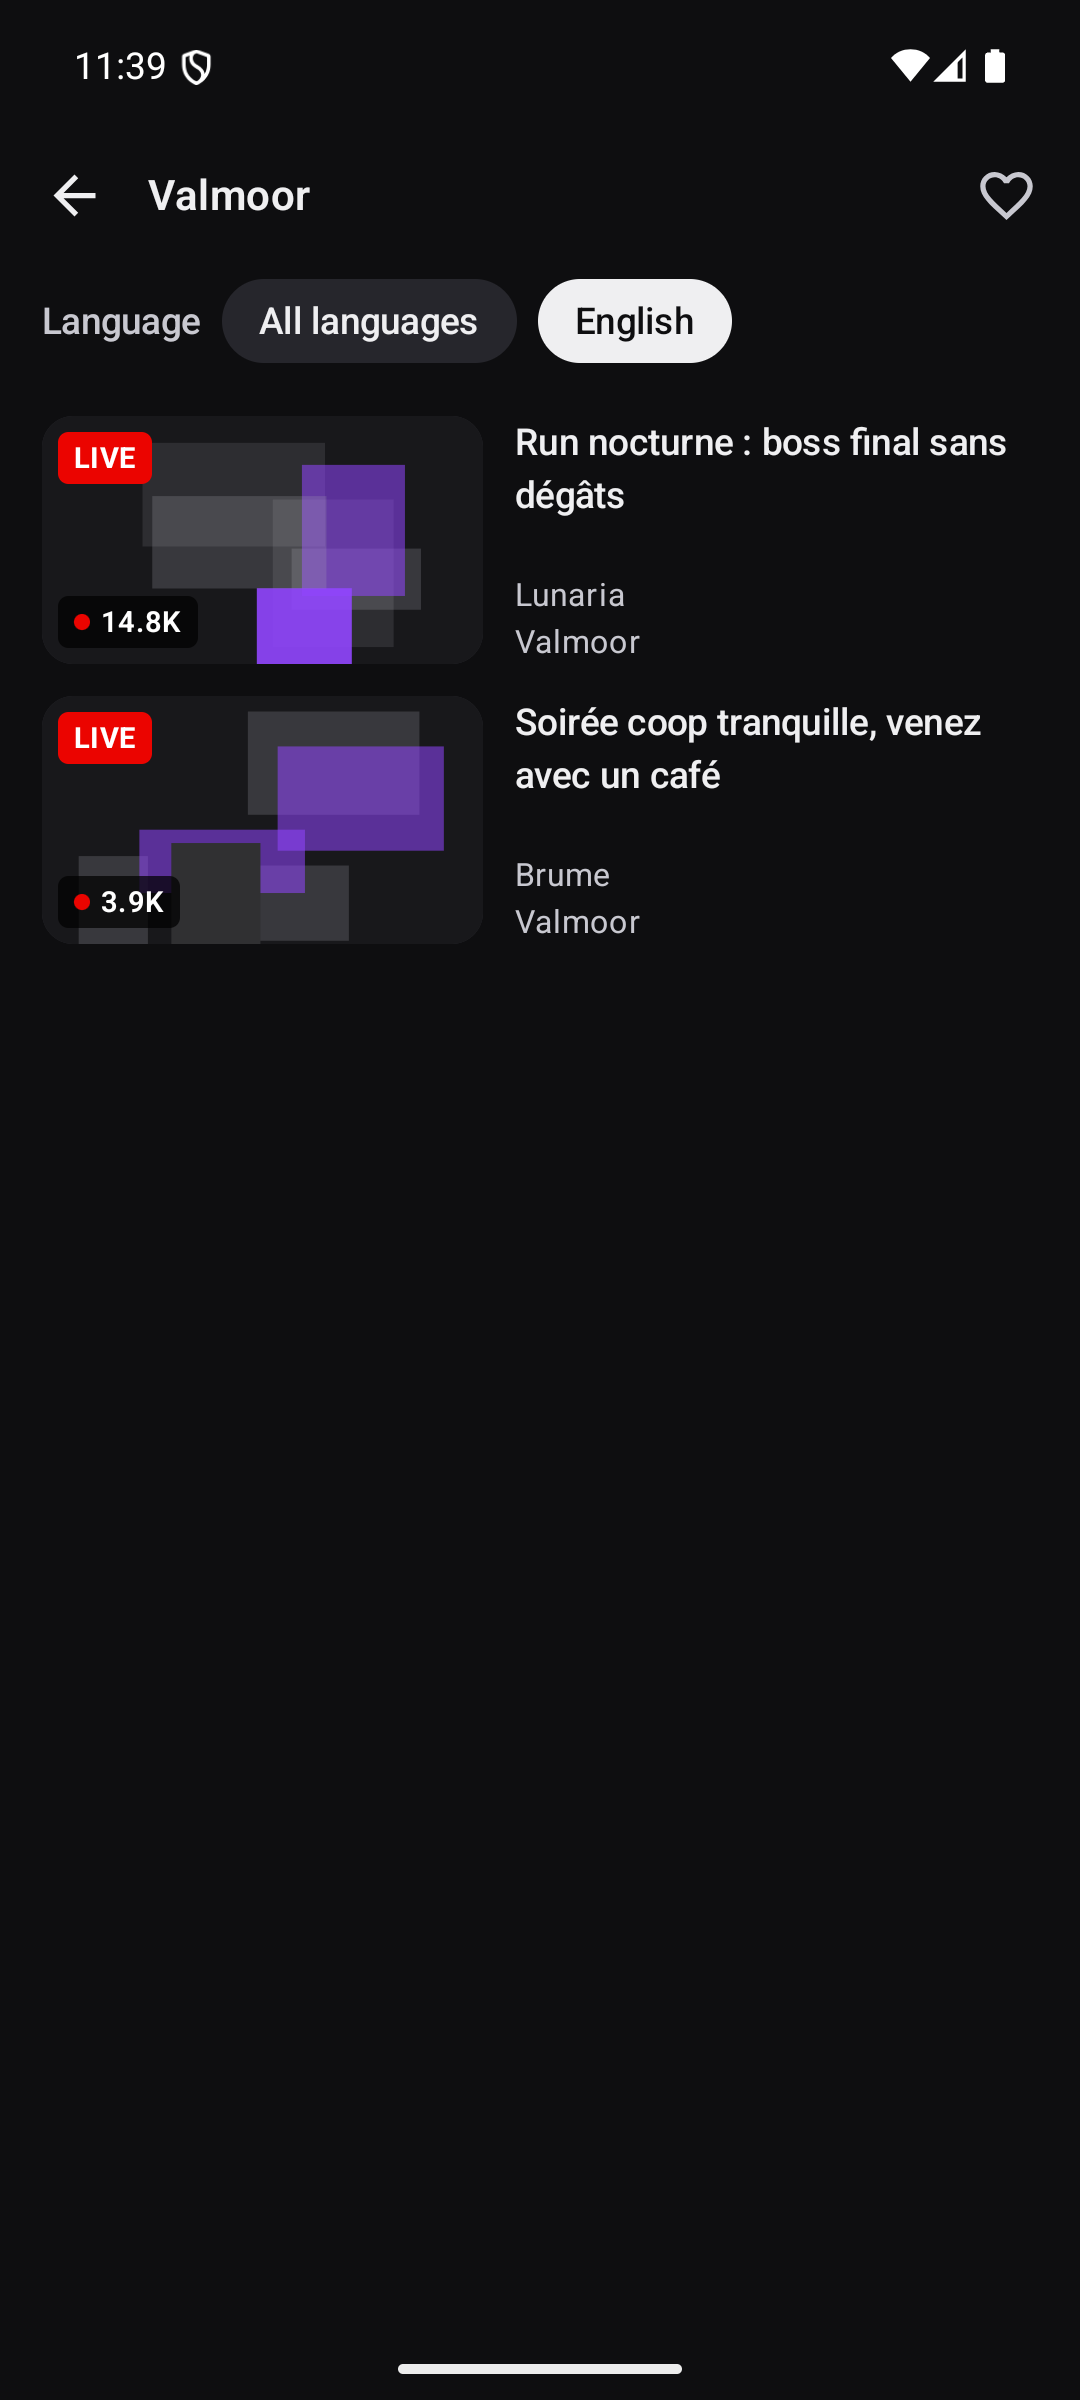 11:39
Valmoor
Language
All languages
English
LIVE
14.8K
Run nocturne : boss final sans
dégâts
Lunaria
Valmoor
LIVE
3.9K
Soirée coop tranquille, venez
avec un café
Brume
Valmoor